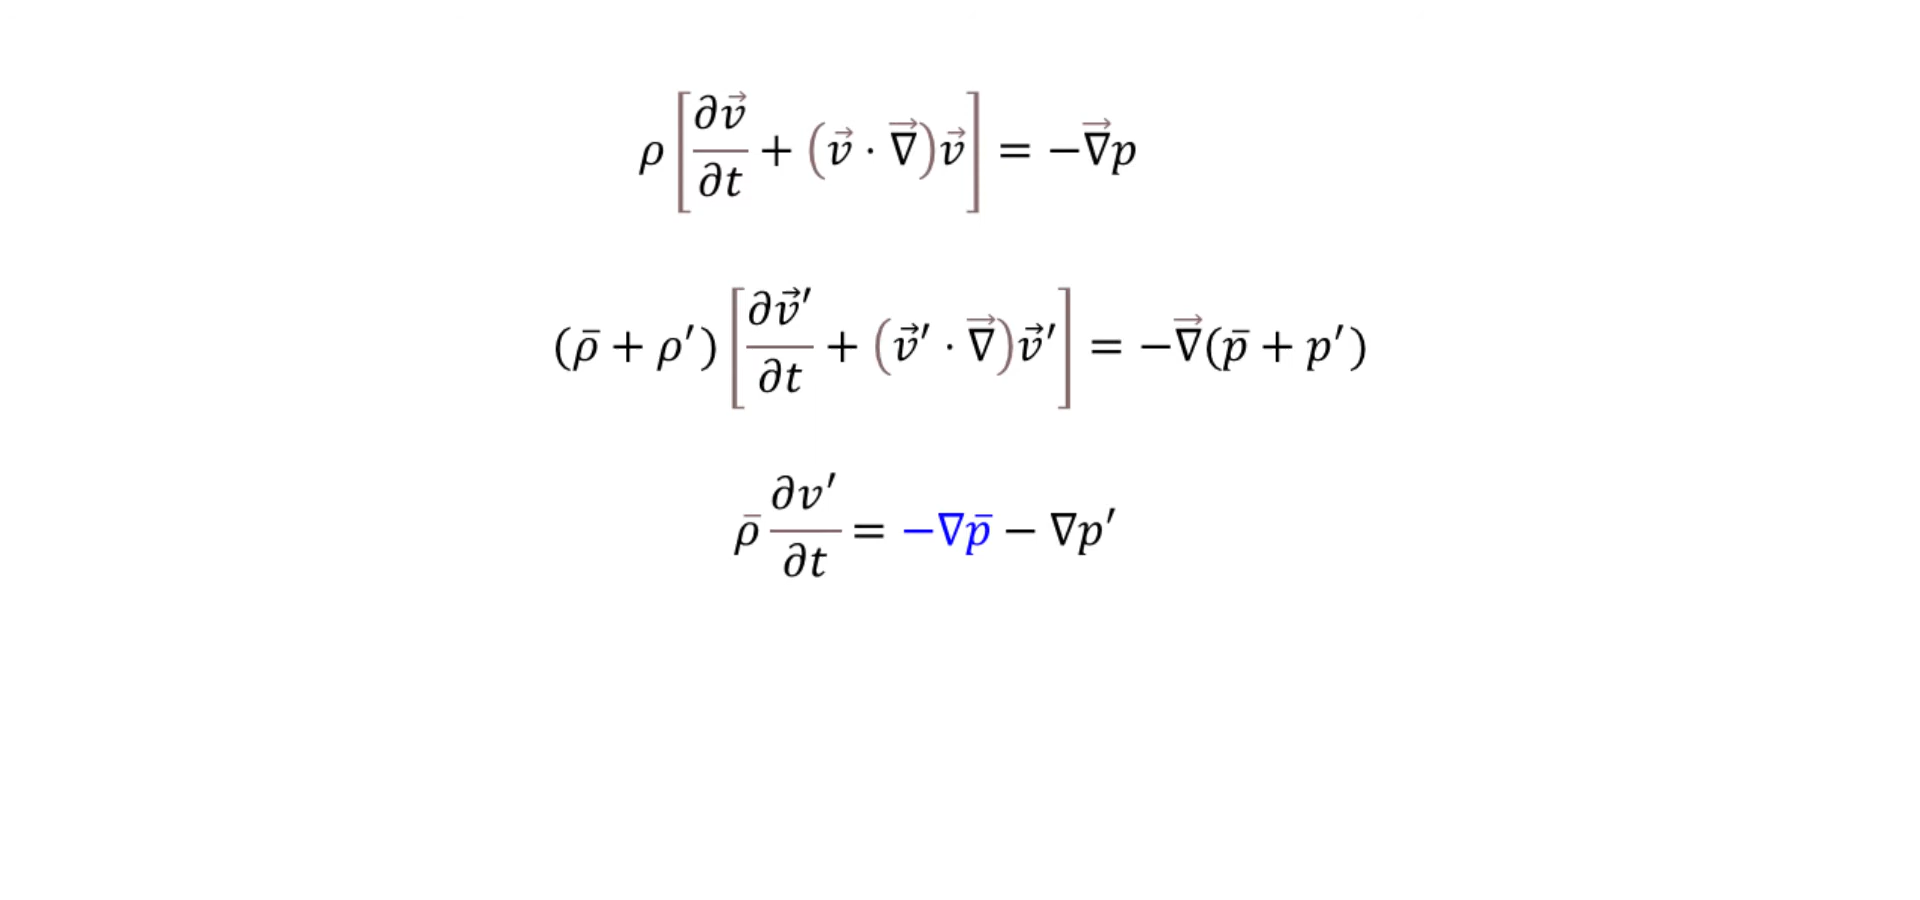 ρ[∂v⃗/∂t + (v⃗ · ∇⃗)v⃗] = −∇⃗p
(ρ̄ + ρ′)[∂v⃗′/∂t + (v⃗′ · ∇⃗)v⃗′] = −∇⃗(p̄ + p′)
ρ̄ ∂v′/∂t = −∇p̄ − ∇p′